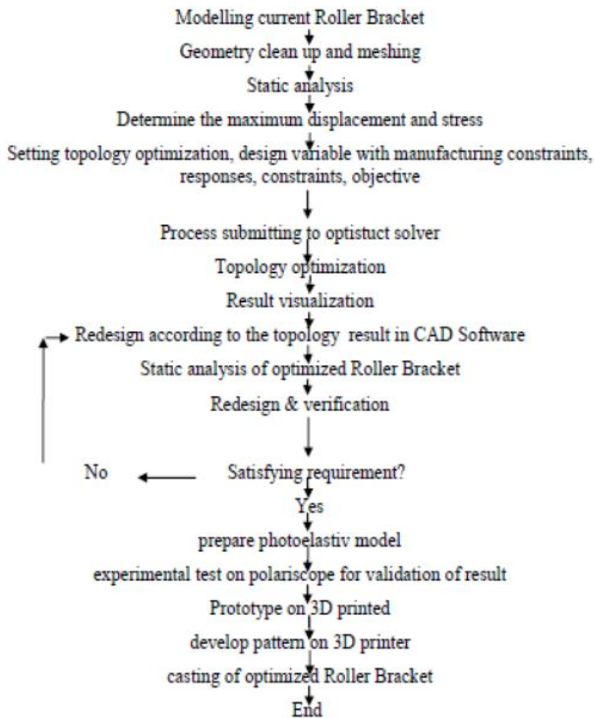 Modelling current Roller Bracket
Geometry clean up and meshing
Static analysis
Determine the maximum displacement and stress
Setting topology optimization, design variable with manufacturing constraints,
responses, constraints, objective
Process submitting to optistuct solver
Topology optimization
Result visualization
Redesign according to the topology result in CAD Software
Static analysis of optimized Roller Bracket
Redesign & verification
No
Satisfying requirement?
Yes
prepare photoelastiv model
experimental test on polariscope for validation of result
Prototype on 3D printed
develop pattern on 3D printer
casting of optimized Roller Bracket
End